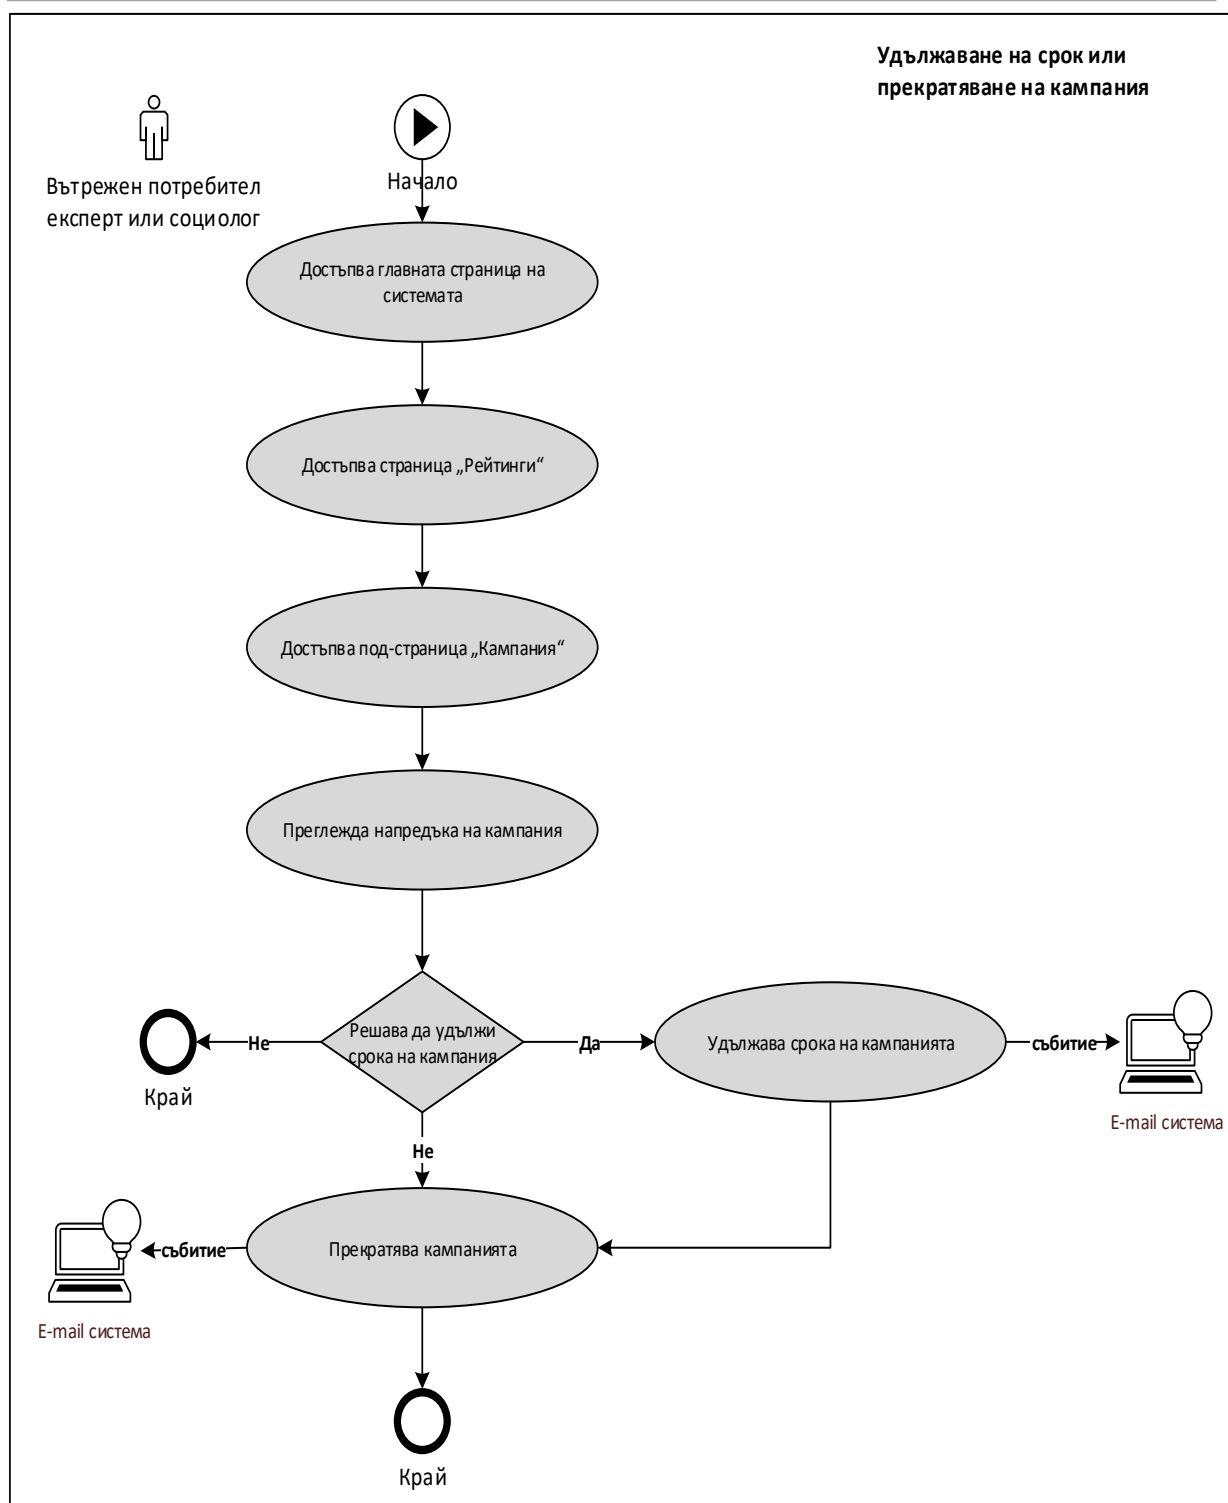 Удължаване на срок или
прекратяване на кампания
Вътрежен потребител
експерт или социолог
Начало
Достъпва главната страница на
системата
Достъпва страница „Рейтинги“
Достъпва под-страница „Кампания“
Преглежда напредъка на кампания
Решава да удължи
срока на кампания
Не
Край
Да
Удължава срока на кампанията
събитие
E-mail система
Не
Прекратява кампанията
събитие
E-mail система
Край